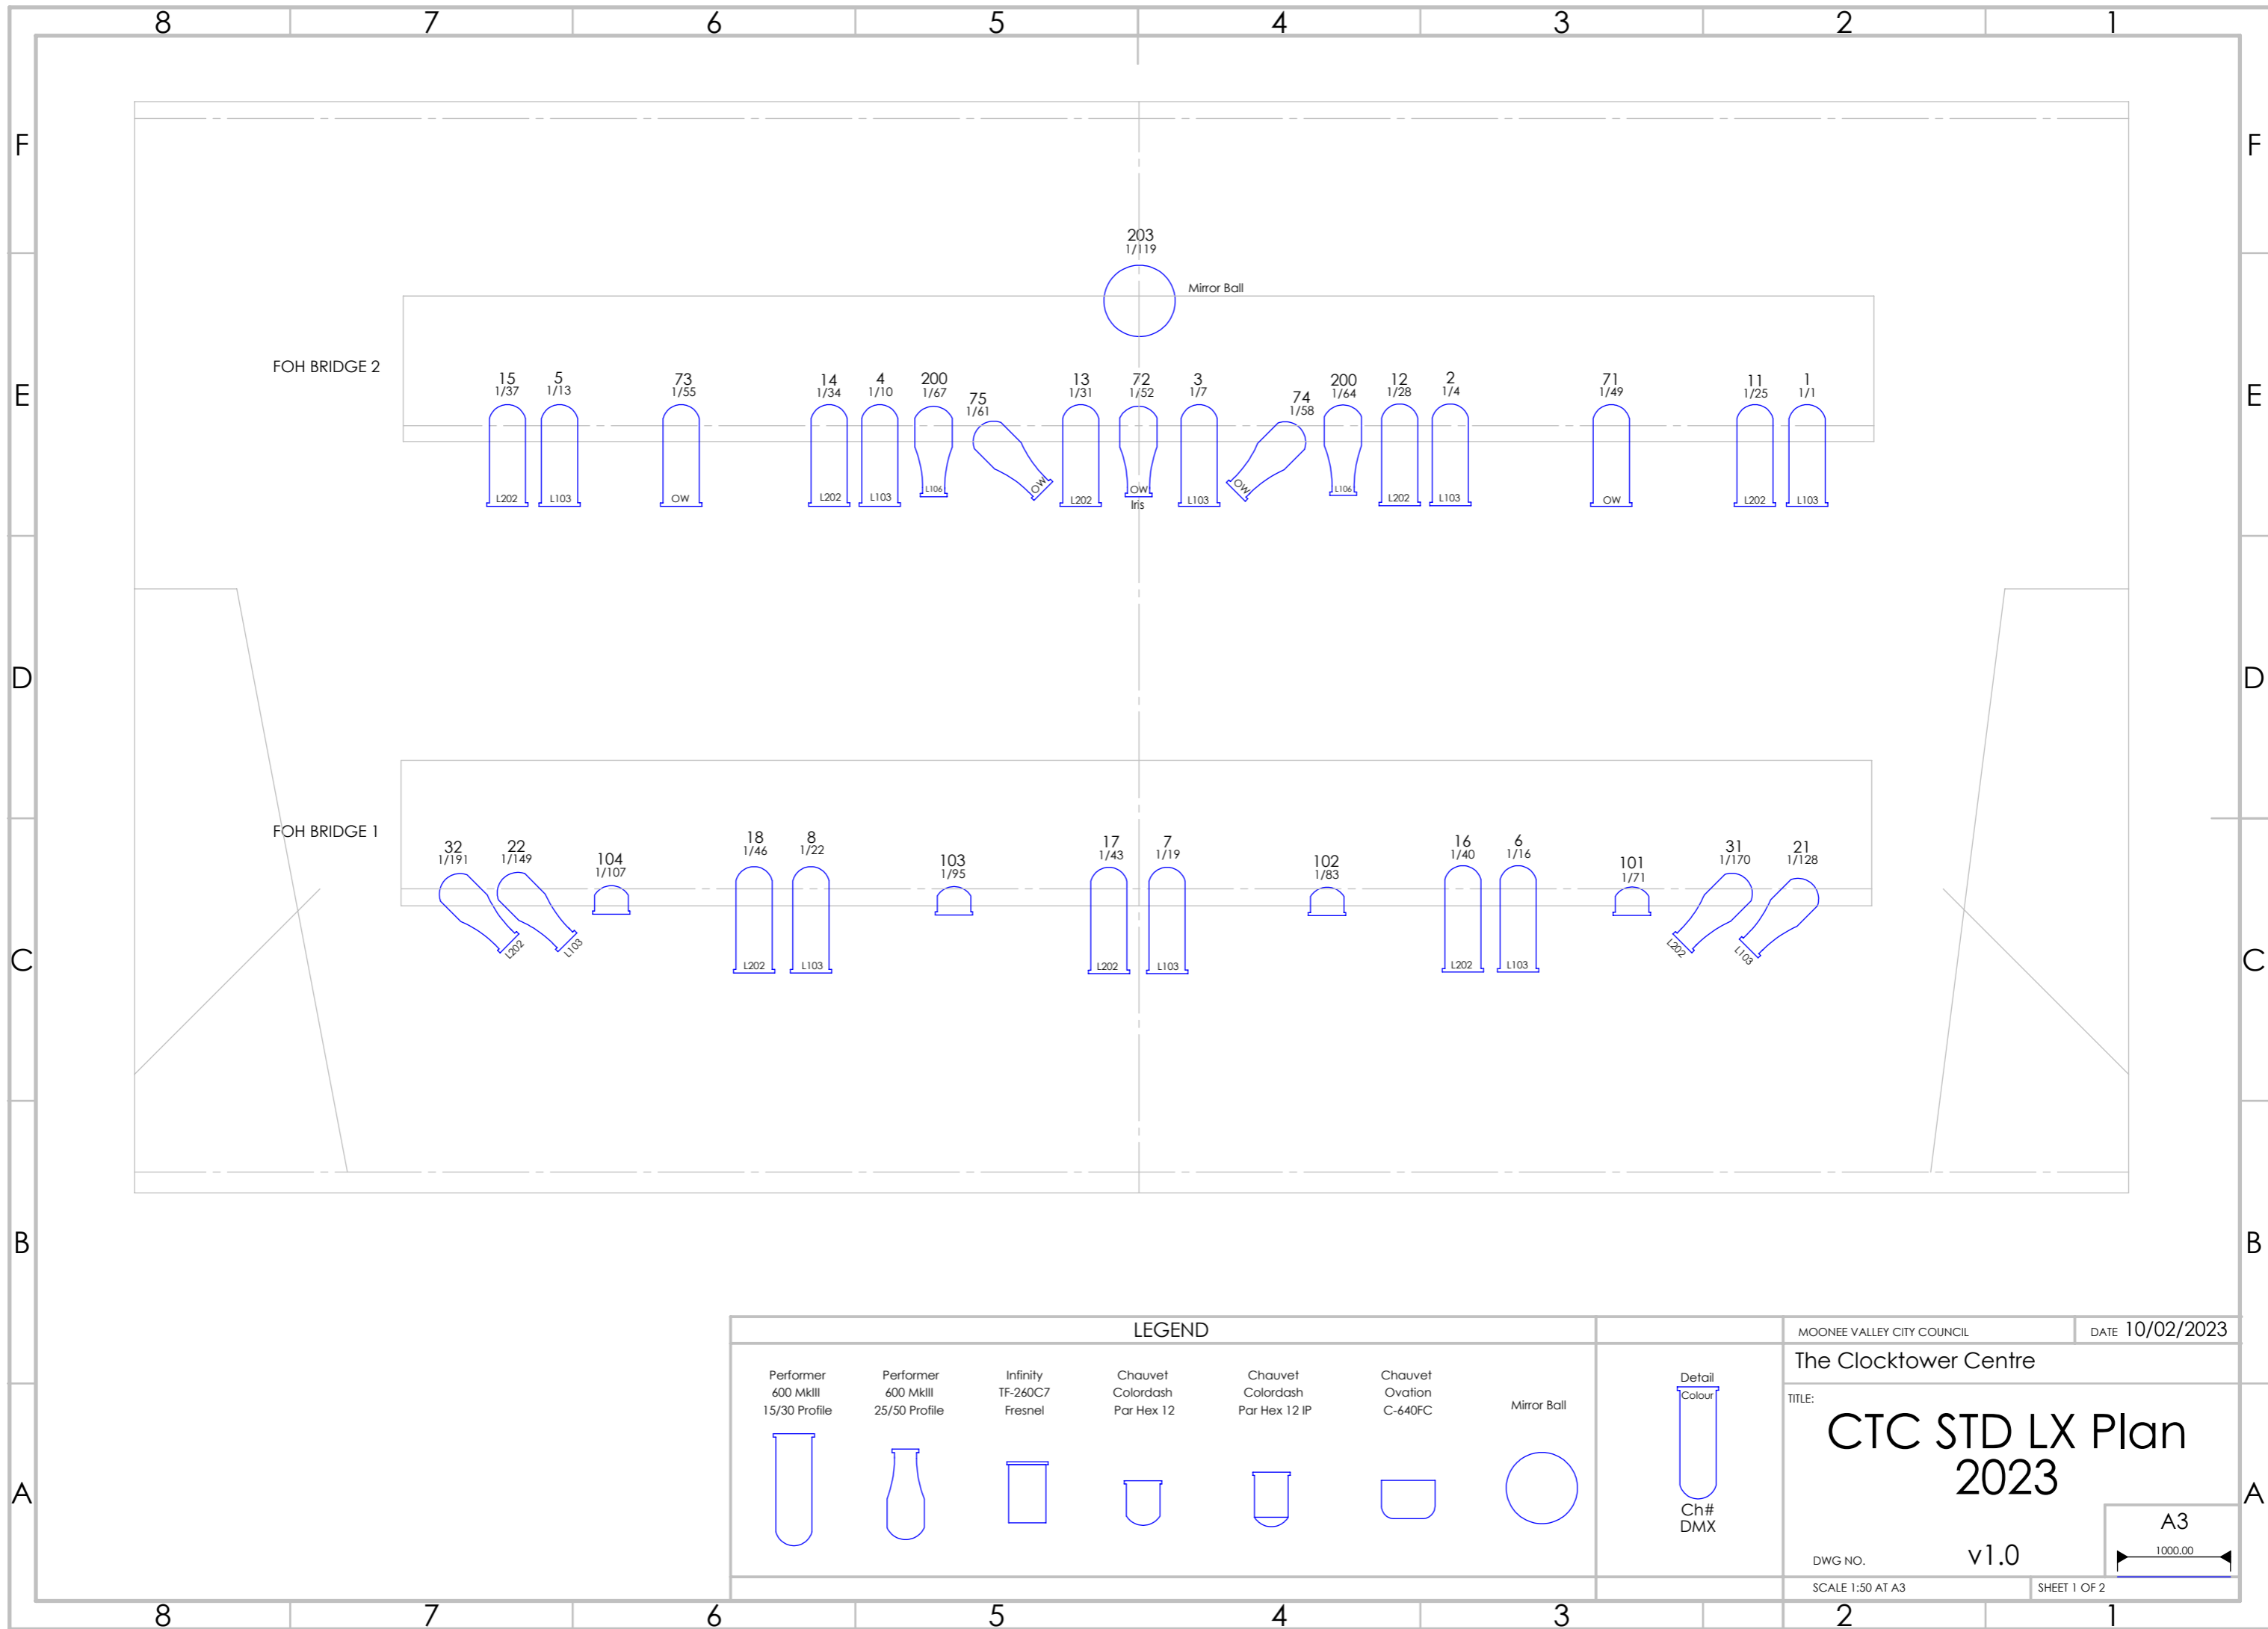 8 7 6 5 4 3 2 1
F F
203
1/119
Mirror Ball
FOH BRIDGE 2
E E
15 5 73 14 4 200 75 13 72 3 74 200 12 2 71 11 1
1/37 1/13 1/55 1/34 1/10 1/67 1/61 1/31 1/52 1/7 1/58 1/64 1/28 1/4 1/49 1/25 1/1
L202 L103 OW L202 L103 L106 OW L202 OW L103 OW L106 L202 L103 OW L202 L103
Iris
D D
FOH BRIDGE 1
32 22 104 18 8 103 17 7 102 16 6 101 31 21
1/191 1/149 1/107 1/46 1/22 1/95 1/43 1/19 1/83 1/40 1/16 1/71 1/170 1/128
L202 L103 L202 L103 L202 L103 L202 L103 L202 L103
C C
B B
LEGEND
Performer
600 MkIII
15/30 Profile
Performer
600 MkIII
25/50 Profile
Infinity
TF-260C7
Fresnel
Chauvet
Colordash
Par Hex 12
Chauvet
Colordash
Par Hex 12 IP
Chauvet
Ovation
C-640FC
Mirror Ball
Detail
Colour
Ch#
DMX
MOONEE VALLEY CITY COUNCIL
DATE 10/02/2023
The Clocktower Centre
TITLE:
CTC STD LX Plan
2023
A A
A3
1000.00
DWG NO. v1.0
SCALE 1:50 AT A3
SHEET 1 OF 2
8 7 6 5 4 3 2 1